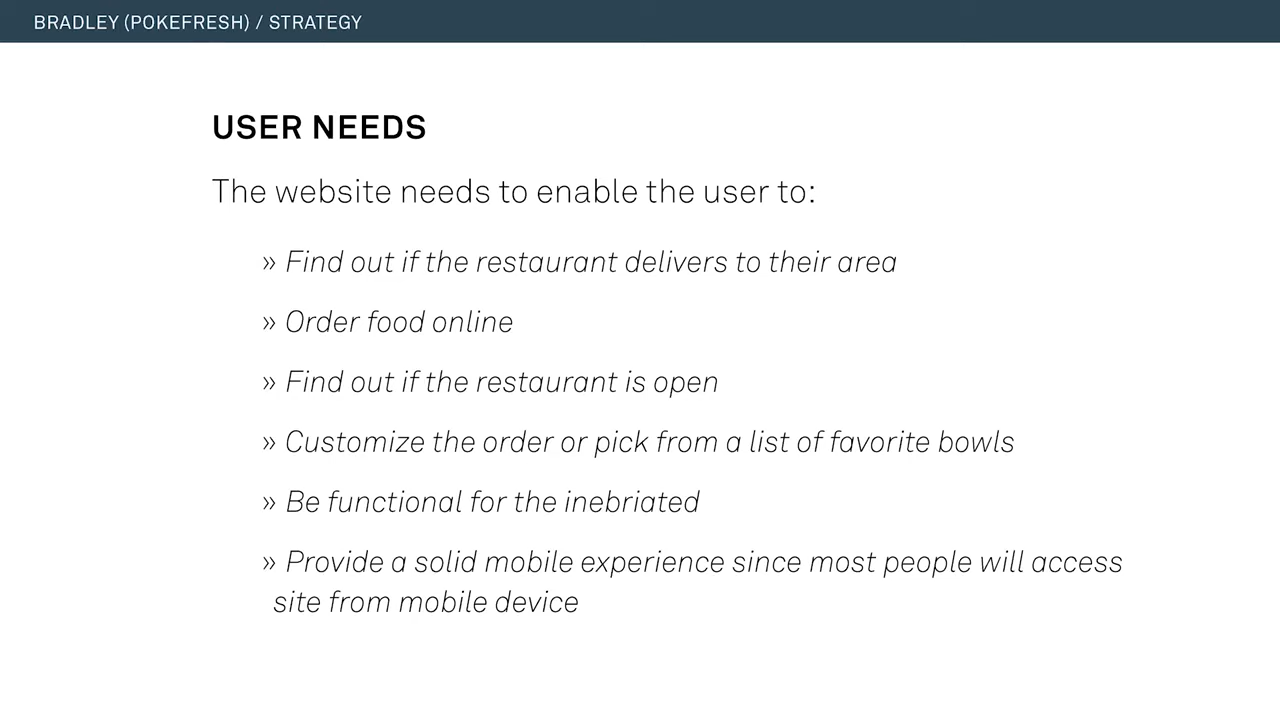 BRADLEY (POKEFRESH) / STRATEGY
USER NEEDS
The website needs to enable the user to:
» Find out if the restaurant delivers to their area
» Order food online
» Find out if the restaurant is open
» Customize the order or pick from a list of favorite bowls
» Be functional for the inebriated
» Provide a solid mobile experience since most people will access
site from mobile device